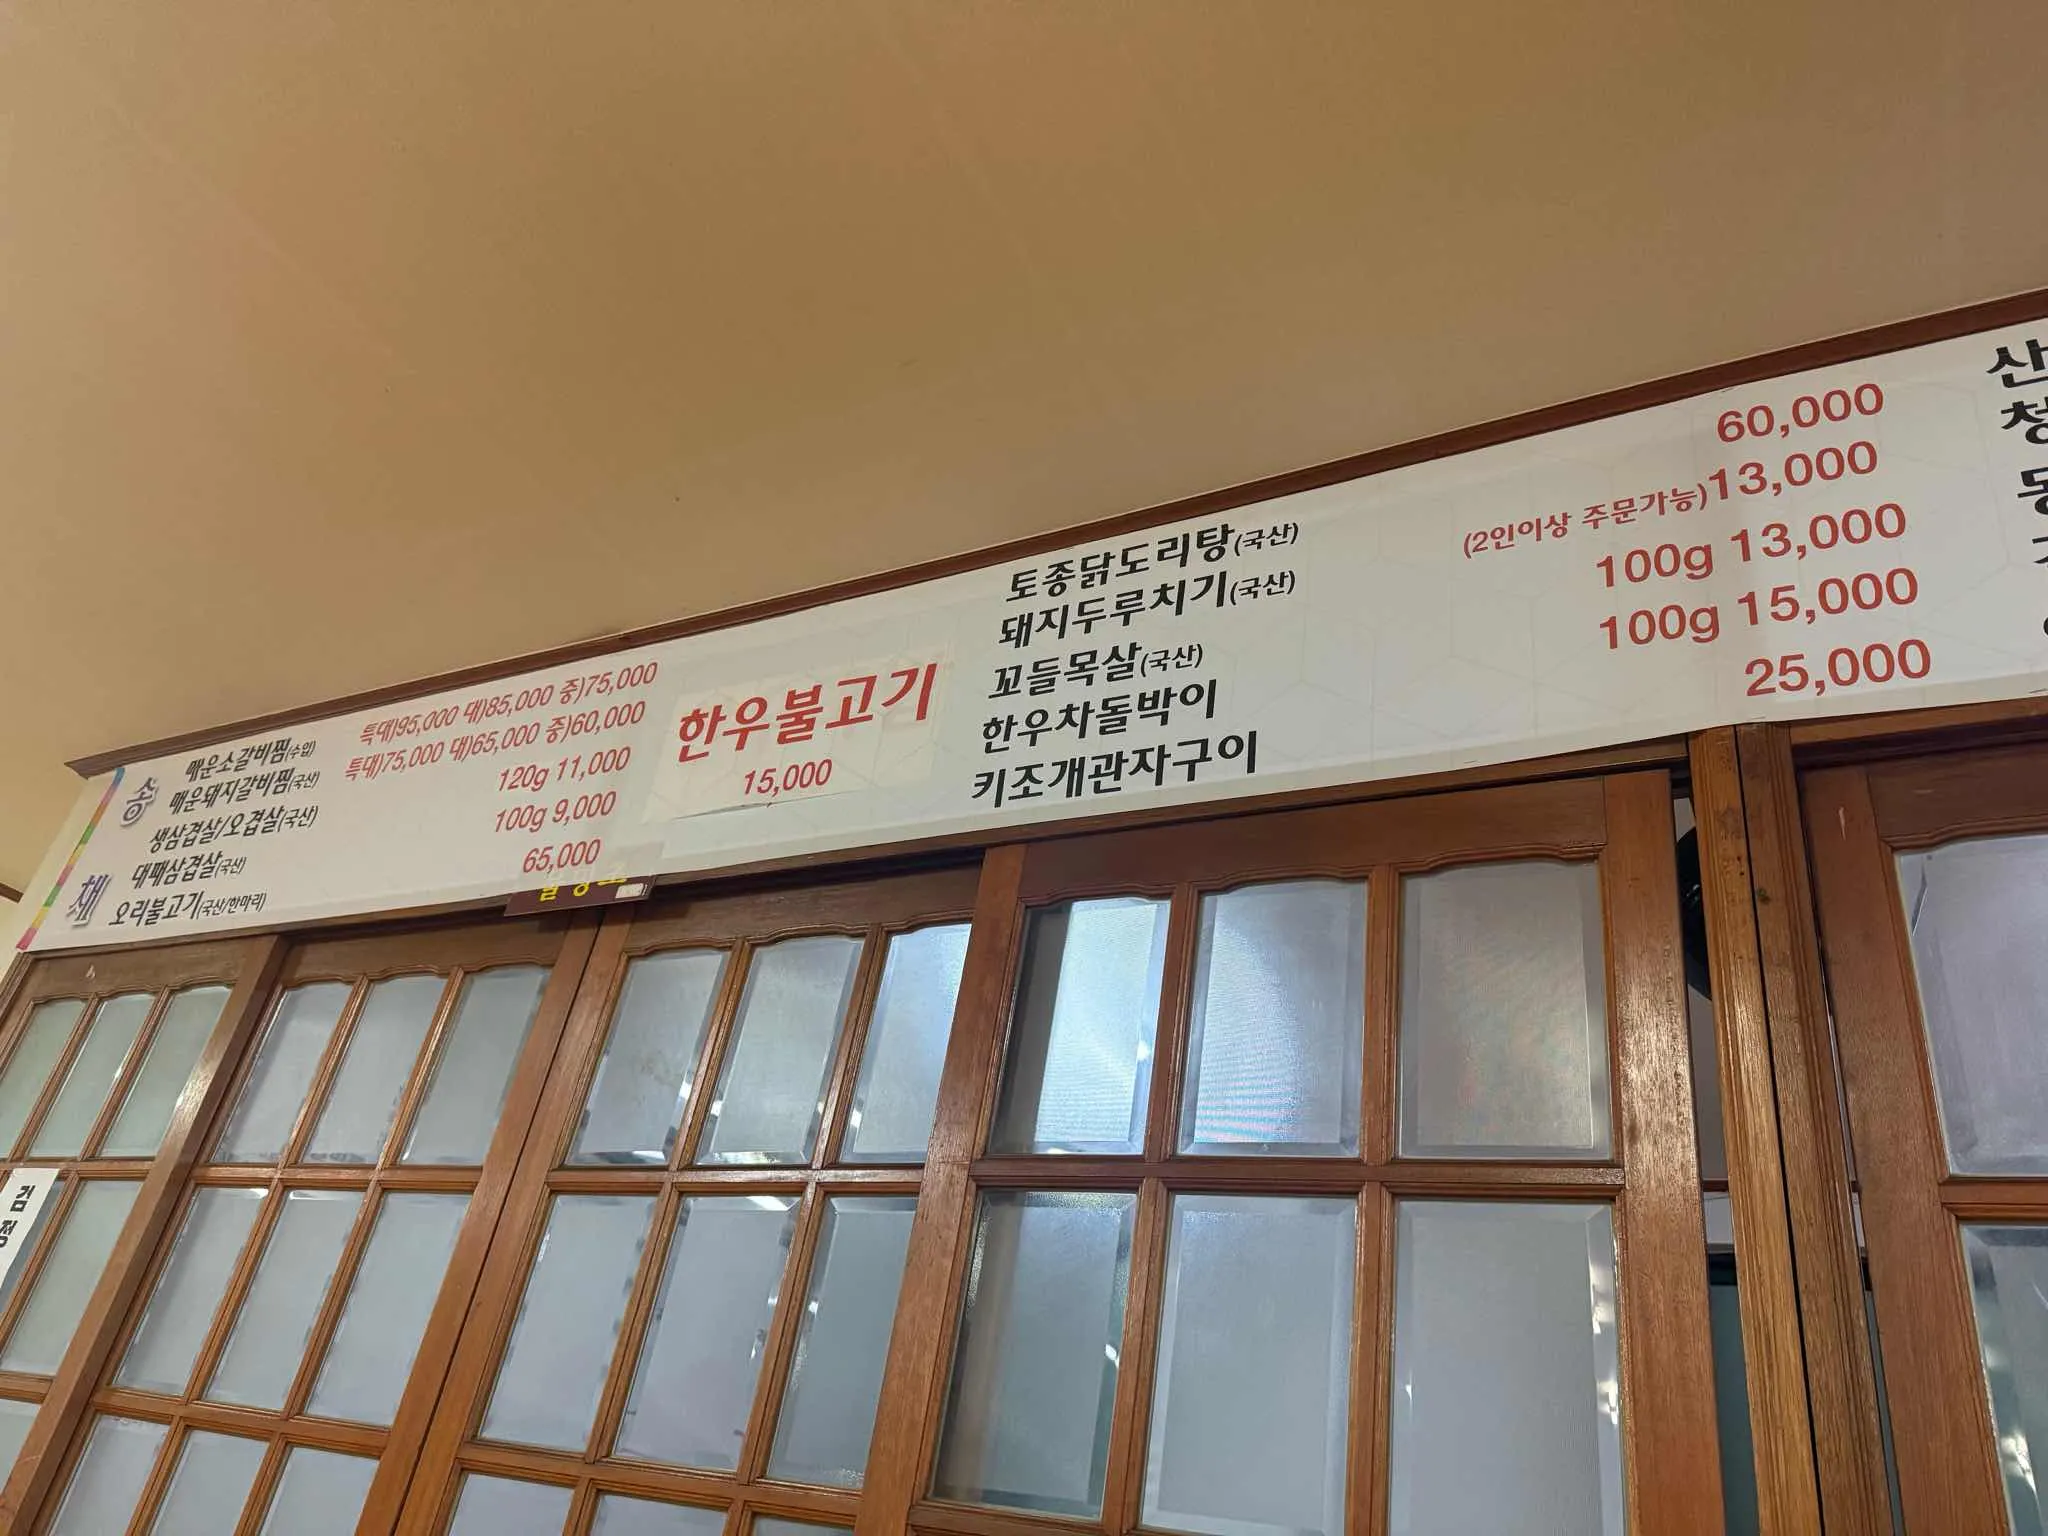 송
채
매운소갈비찜(수입) 특대)95,000 대)85,000 중)75,000
매운돼지갈비찜(국산) 특대)75,000 대)65,000 중)60,000
생삼겹살/오겹살(국산) 120g 11,000
대패삼겹살(국산) 100g 9,000
오리불고기(국산/한마리) 65,000
한우불고기
15,000
토종닭도리탕(국산) 60,000
돼지두루치기(국산) (2인이상 주문가능)13,000
꼬들목살(국산) 100g 13,000
한우차돌박이 100g 15,000
키조개관자구이 25,000
산
청
검
정